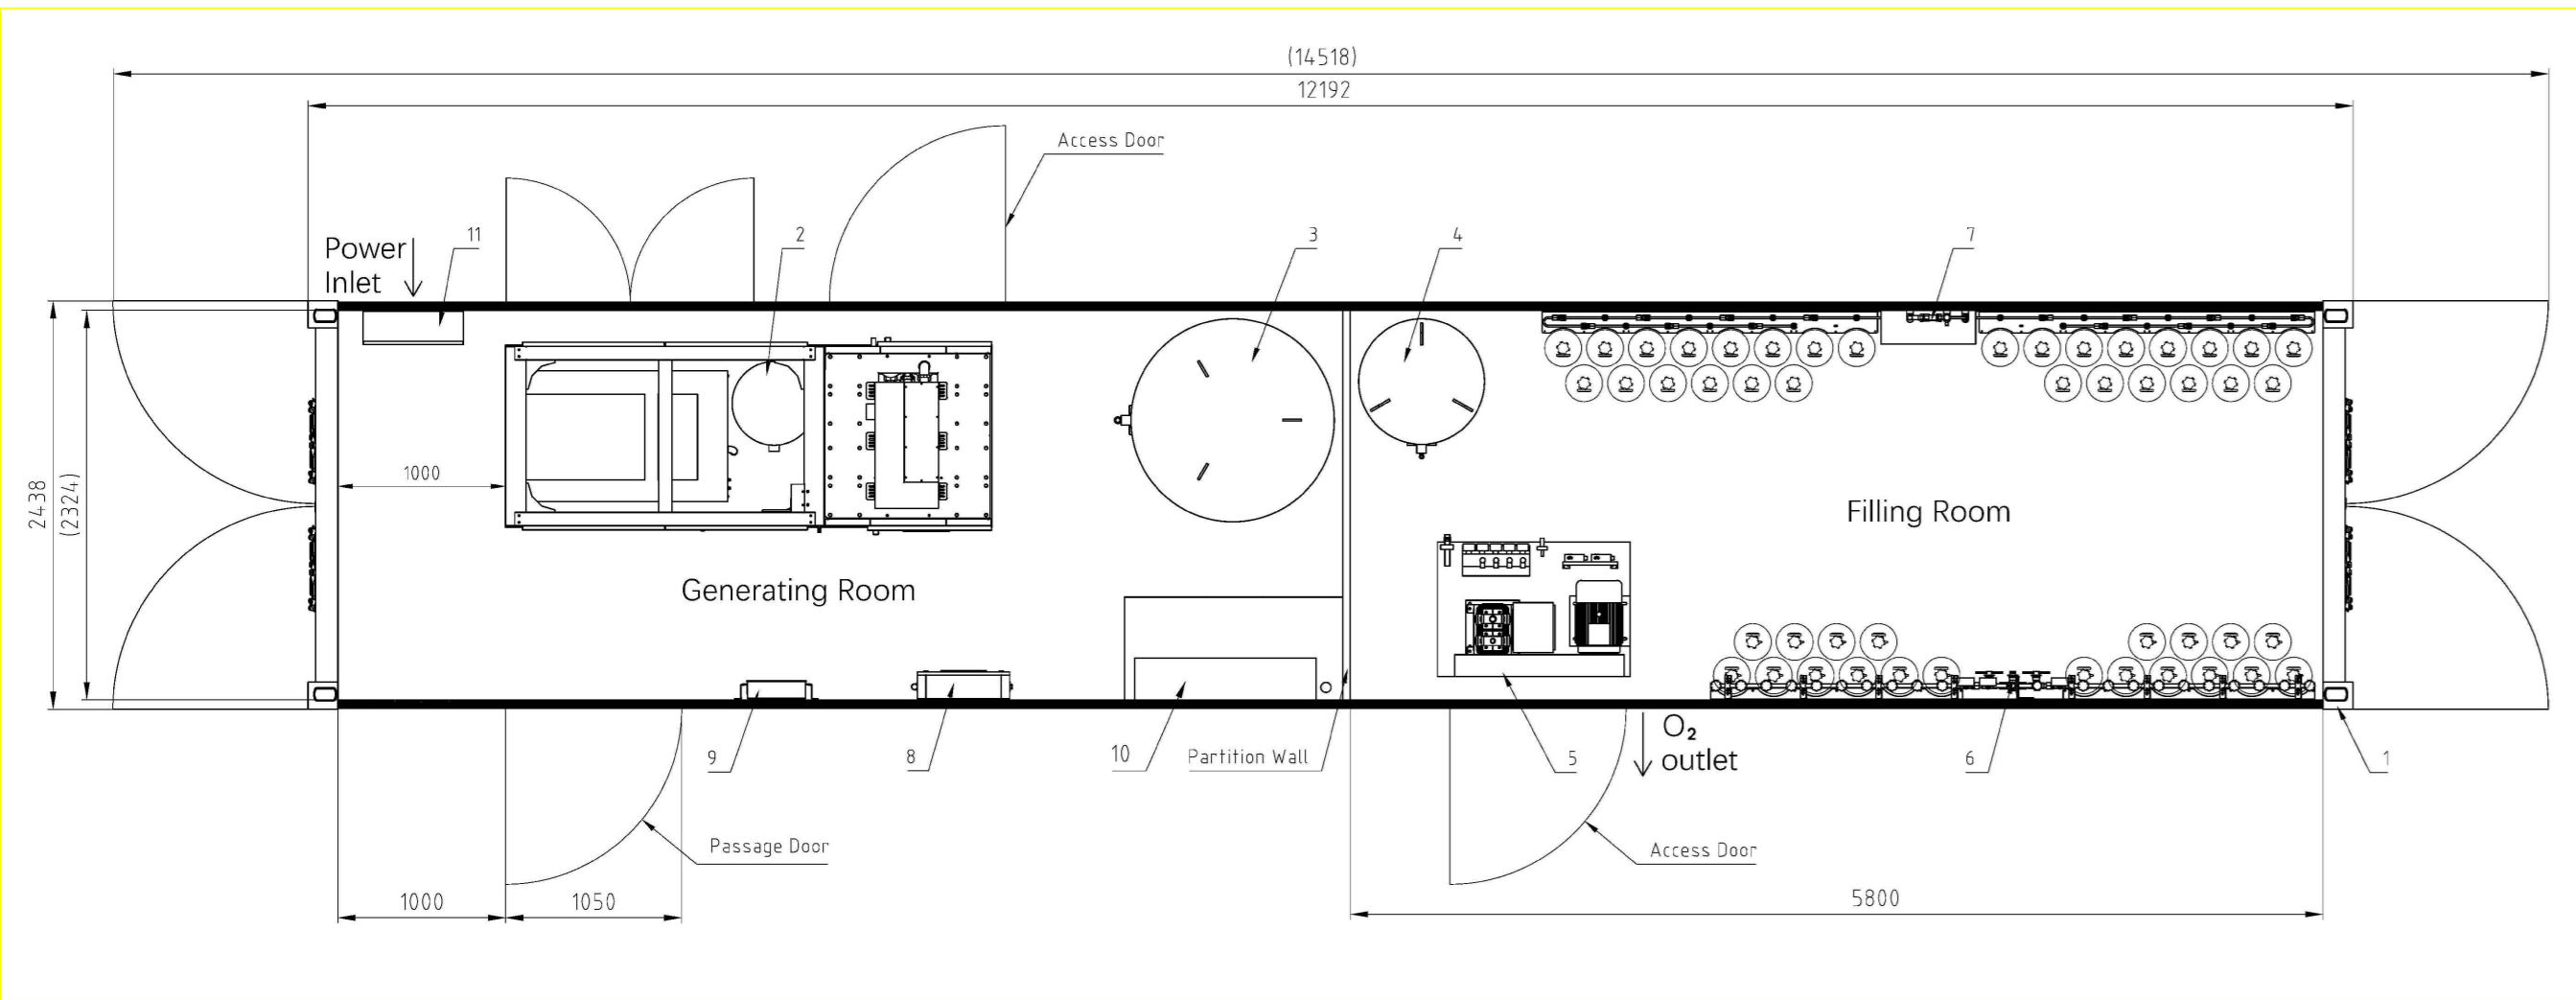 (14518)
12192
Access Door
Power
Inlet
11
2
3
4
7
2438
(2324)
1000
Filling Room
Generating Room
9
8
10
Partition Wall
5
O₂
outlet
6
1
Passage Door
Access Door
1000
1050
5800